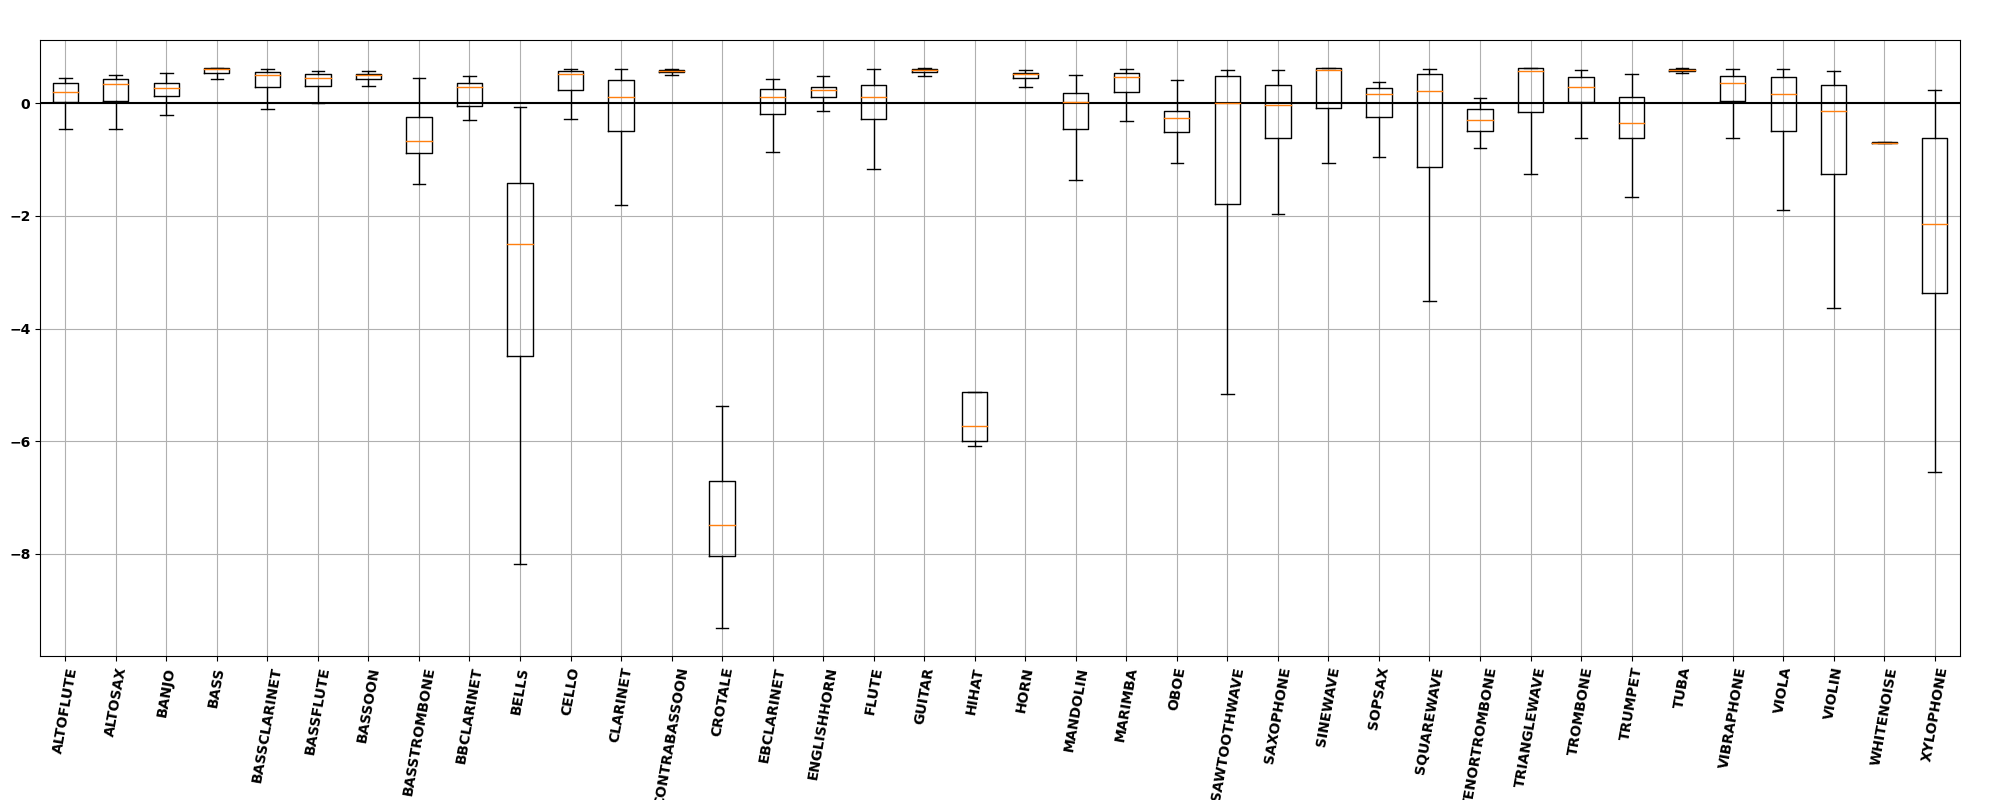 0
−2
−4
−6
−8
ALTOFLUTE
ALTOSAX
BANJO
BASS
BASSCLARINET
BASSFLUTE
BASSOON
BASSTROMBONE
BBCLARINET
BELLS
CELLO
CLARINET
CONTRABASSOON
CROTALE
EBCLARINET
ENGLISHHORN
FLUTE
GUITAR
HIHAT
HORN
MANDOLIN
MARIMBA
OBOE
SAWTOOTHWAVE
SAXOPHONE
SINEWAVE
SOPSAX
SQUAREWAVE
ENORTROMBONE
TRIANGLEWAVE
TROMBONE
TRUMPET
TUBA
VIBRAPHONE
VIOLA
VIOLIN
WHITENOISE
XYLOPHONE